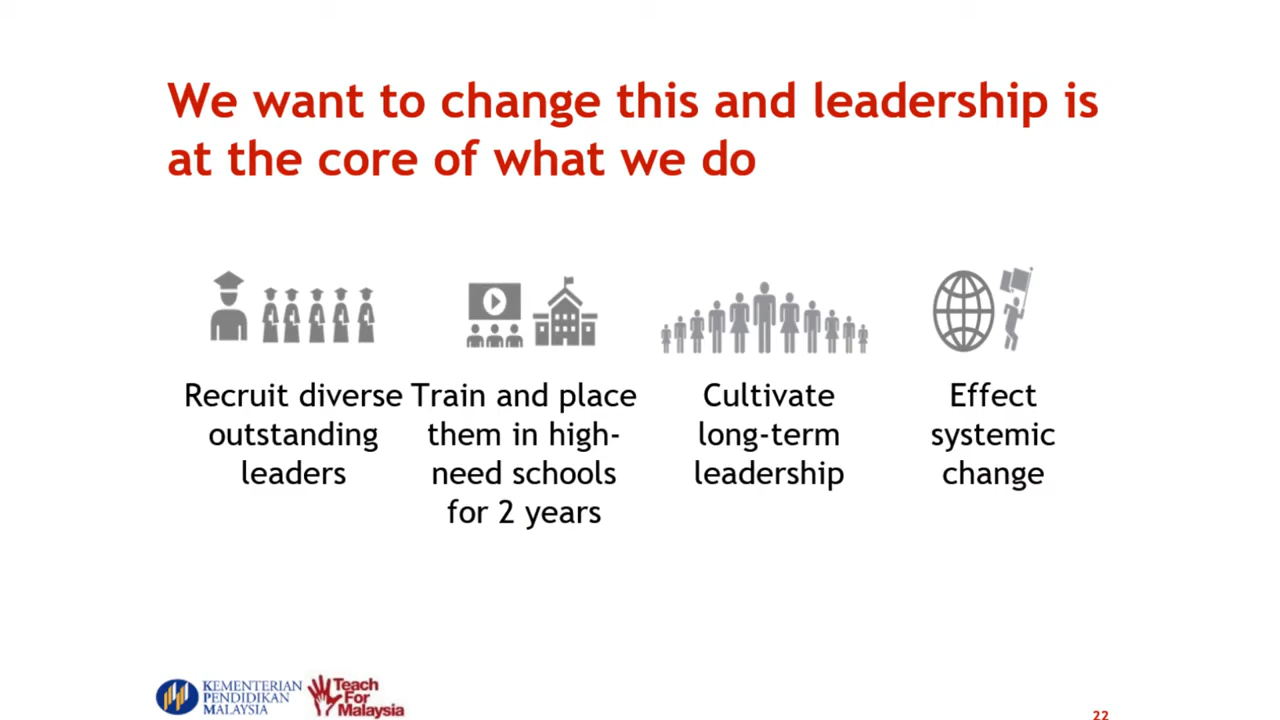 We want to change this and leadership is
at the core of what we do
Recruit diverse
outstanding
leaders
Train and place
them in high-
need schools
for 2 years
Cultivate
long-term
leadership
Effect
systemic
change
KEMENTERIAN
PENDIDIKAN
MALAYSIA
Teach
For
Malaysia
22